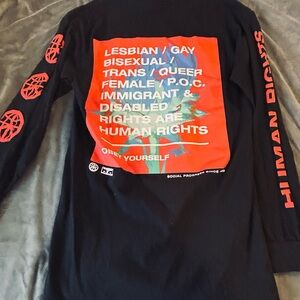 LESBIAN / GAY
BISEXUAL /
TRANS / QUEER
FEMALE / P.O.C.
IMMIGRANT &
DISABLED
RIGHTS ARE
HUMAN RIGHTS
OBEY YOURSELF
HUMAN RIGHTS